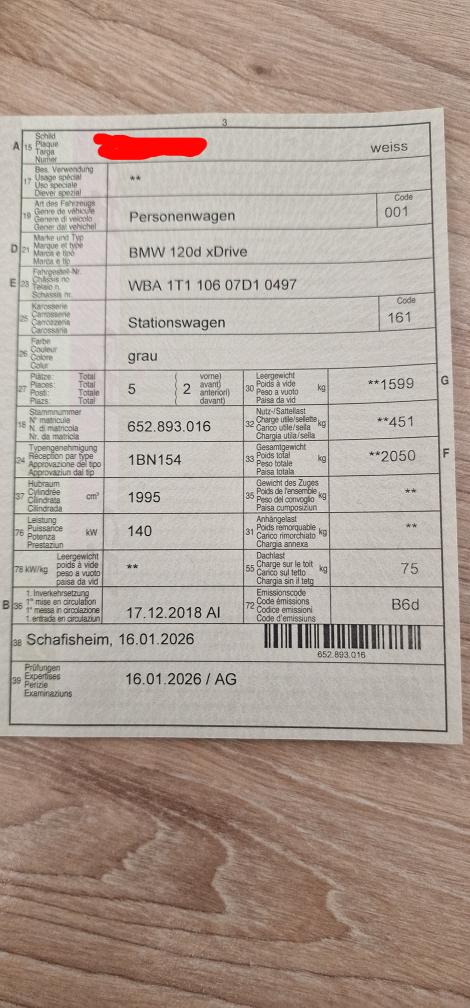 3
A 15 Schild
Plaque
Targa
Numer
weiss
17 Bes. Verwendung
Usage spécial
Uso speciale
Diever spezial
**
19 Art des Fahrzeugs
Genre de véhicule
Genere di veicolo
Gener dal vehichel
Personenwagen
Code
001
D 21 Marke und Typ
Marque et type
Marca e tipo
Marca e tip
BMW 120d xDrive
E 23 Fahrgestell-Nr.
Châssis no
Telaio n.
Schassis nr.
WBA 1T1 106 07D1 0497
25 Karosserie
Carrosserie
Carrozzeria
Carossaria
Stationswagen
Code
161
26 Farbe
Couleur
Colore
Colur
grau
27 Plätze: Total
Places: Total
Posti: Totale
Plazs: Total
5
(vorne)
avant)
anteriori)
davant)
2
30 Leergewicht
Poids à vide
Peso a vuoto
Paisa da vid
kg
**1599
G
18 Stammnummer
N° matricule
N. di matricola
Nr. da matricla
652.893.016
32 Nutz-/Sattellast
Charge utile/sellette
Carico utile/sella
Chargia utila/sella
kg
**451
24 Typengenehmigung
Réception par type
Approvazione del tipo
Approvaziun dal tip
1BN154
33 Gesamtgewicht
Poids total
Peso totale
Paisa totala
kg
**2050
F
37 Hubraum
Cylindrée
Cilindrata
Cilindrada
cm³
1995
35 Gewicht des Zuges
Poids de l'ensemble
Peso del convoglio
Paisa cumposiziun
kg
**
76 Leistung
Puissance
Potenza
Prestaziun
kW
140
31 Anhängelast
Poids remorquable
Carico rimorchiato
Chargia annexa
kg
**
78 kW/kg
Leergewicht
poids à vide
peso a vuoto
paisa da vid
**
55 Dachlast
Charge sur le toit
Carico sul tetto
Chargia sin il tetg
kg
75
B 36 1. Inverkehrsetzung
1re mise en circulation
1a messa in circolazione
1. entrada en circulaziun
17.12.2018 AI
72 Emissionscode
Code émissions
Codice emissioni
Code d'emissiuns
B6d
38 Schafisheim, 16.01.2026
652.893.016
39 Prüfungen
Expertises
Perizie
Examinaziuns
16.01.2026 / AG